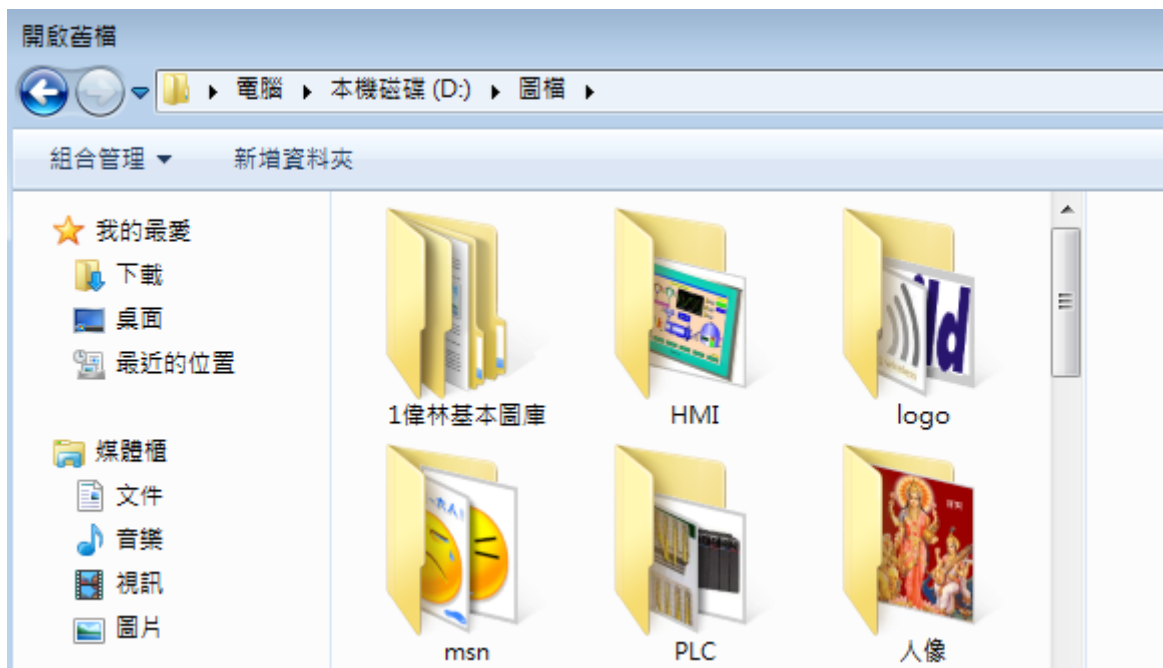 開啟舊檔
電腦 本機磁碟 (D:) 圖檔
組合管理 新增資料夾
我的最愛
下載
桌面
最近的位置
媒體櫃
文件
音樂
視訊
圖片
1偉林基本圖庫
HMI
logo
ld
msn
PLC
人像